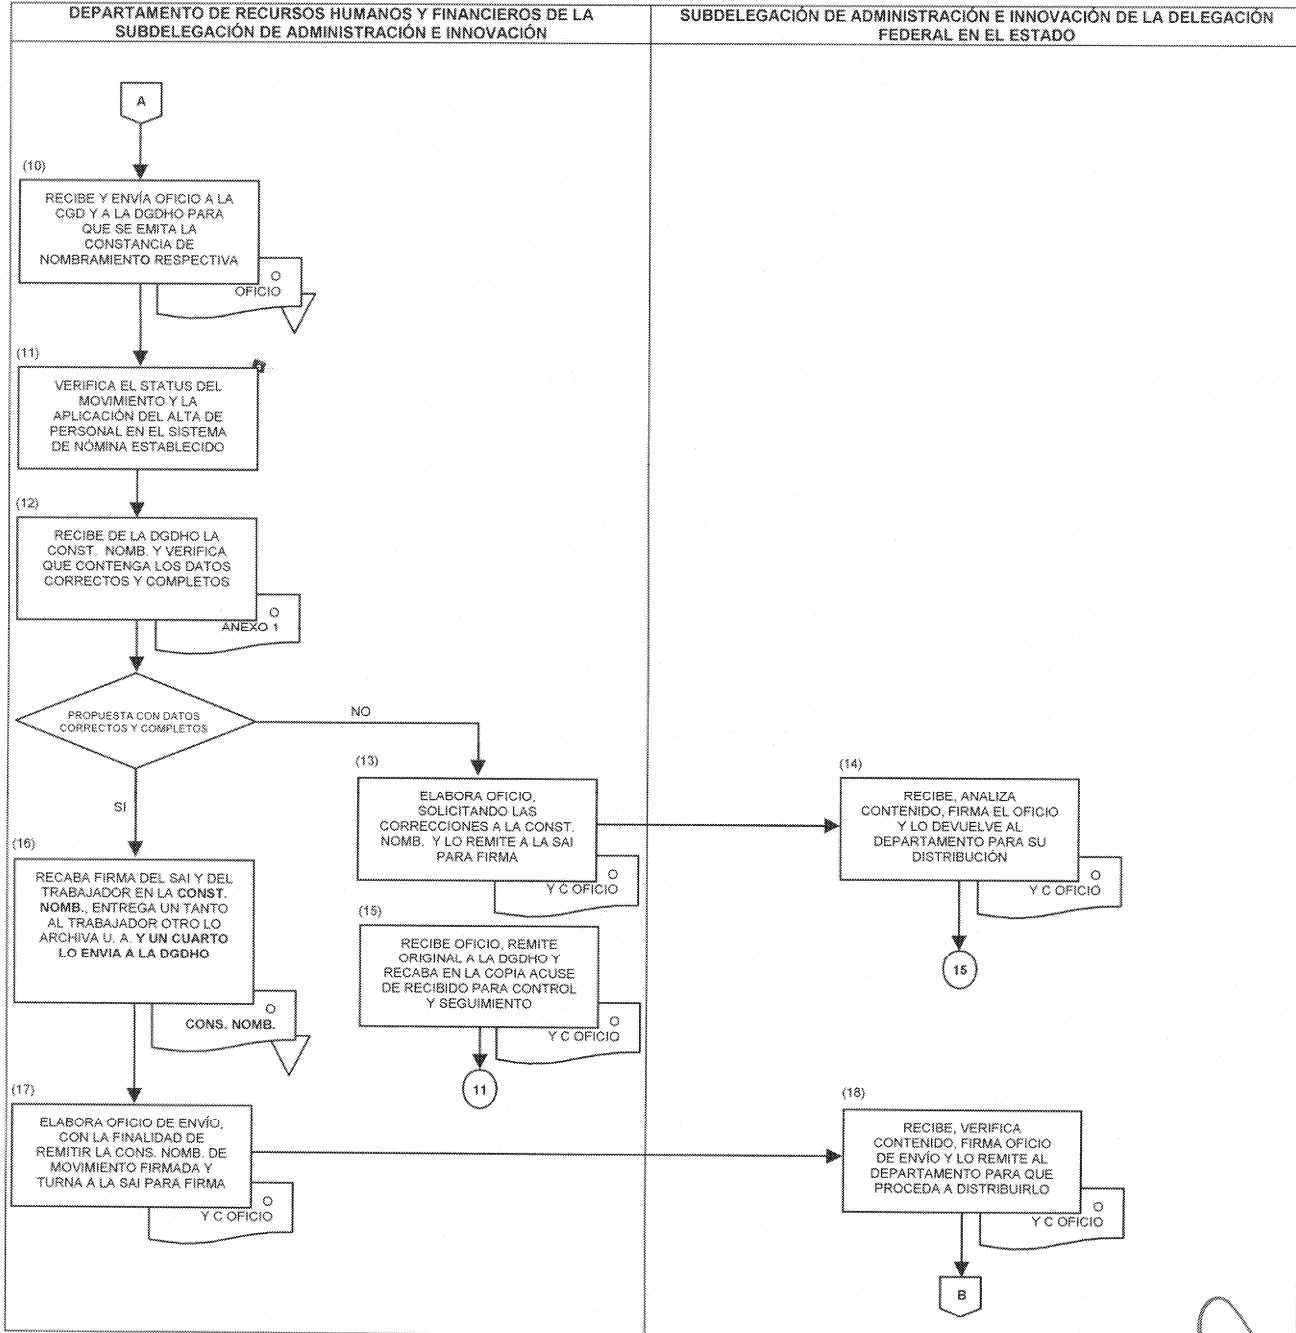 DEPARTAMENTO DE RECURSOS HUMANOS Y FINANCIEROS DE LA
SUBDELEGACIÓN DE ADMINISTRACIÓN E INNOVACIÓN
SUBDELEGACIÓN DE ADMINISTRACIÓN E INNOVACIÓN DE LA DELEGACIÓN
FEDERAL EN EL ESTADO
A
(10)
RECIBE Y ENVÍA OFICIO A LA
CGD Y A LA DGDHO PARA
QUE SE EMITA LA
CONSTANCIA DE
NOMBRAMIENTO RESPECTIVA
O
OFICIO
(11)
VERIFICA EL STATUS DEL
MOVIMIENTO Y LA
APLICACIÓN DEL ALTA DE
PERSONAL EN EL SISTEMA
DE NÓMINA ESTABLECIDO
(12)
RECIBE DE LA DGDHO LA
CONST. NOMB. Y VERIFICA
QUE CONTENGA LOS DATOS
CORRECTOS Y COMPLETOS
O
ANEXO 1
PROPUESTA CON DATOS
CORRECTOS Y COMPLETOS
NO
SI
(13)
ELABORA OFICIO,
SOLICITANDO LAS
CORRECCIONES A LA CONST.
NOMB. Y LO REMITE A LA SAI
PARA FIRMA
O
Y C OFICIO
(14)
RECIBE, ANALIZA
CONTENIDO, FIRMA EL OFICIO
Y LO DEVUELVE AL
DEPARTAMENTO PARA SU
DISTRIBUCIÓN
O
Y C OFICIO
15
(15)
RECIBE OFICIO, REMITE
ORIGINAL A LA DGDHO Y
RECABA EN LA COPIA ACUSE
DE RECIBIDO PARA CONTROL
Y SEGUIMIENTO
O
Y C OFICIO
11
(16)
RECABA FIRMA DEL SAI Y DEL
TRABAJADOR EN LA CONST.
NOMB., ENTREGA UN TANTO
AL TRABAJADOR OTRO LO
ARCHIVA U. A. Y UN CUARTO
LO ENVIA A LA DGDHO
O
CONS. NOMB.
(17)
ELABORA OFICIO DE ENVÍO,
CON LA FINALIDAD DE
REMITIR LA CONS. NOMB. DE
MOVIMIENTO FIRMADA Y
TURNA A LA SAI PARA FIRMA
O
Y C OFICIO
(18)
RECIBE, VERIFICA
CONTENIDO, FIRMA OFICIO
DE ENVÍO Y LO REMITE AL
DEPARTAMENTO PARA QUE
PROCEDA A DISTRIBUIRLO
O
Y C OFICIO
B